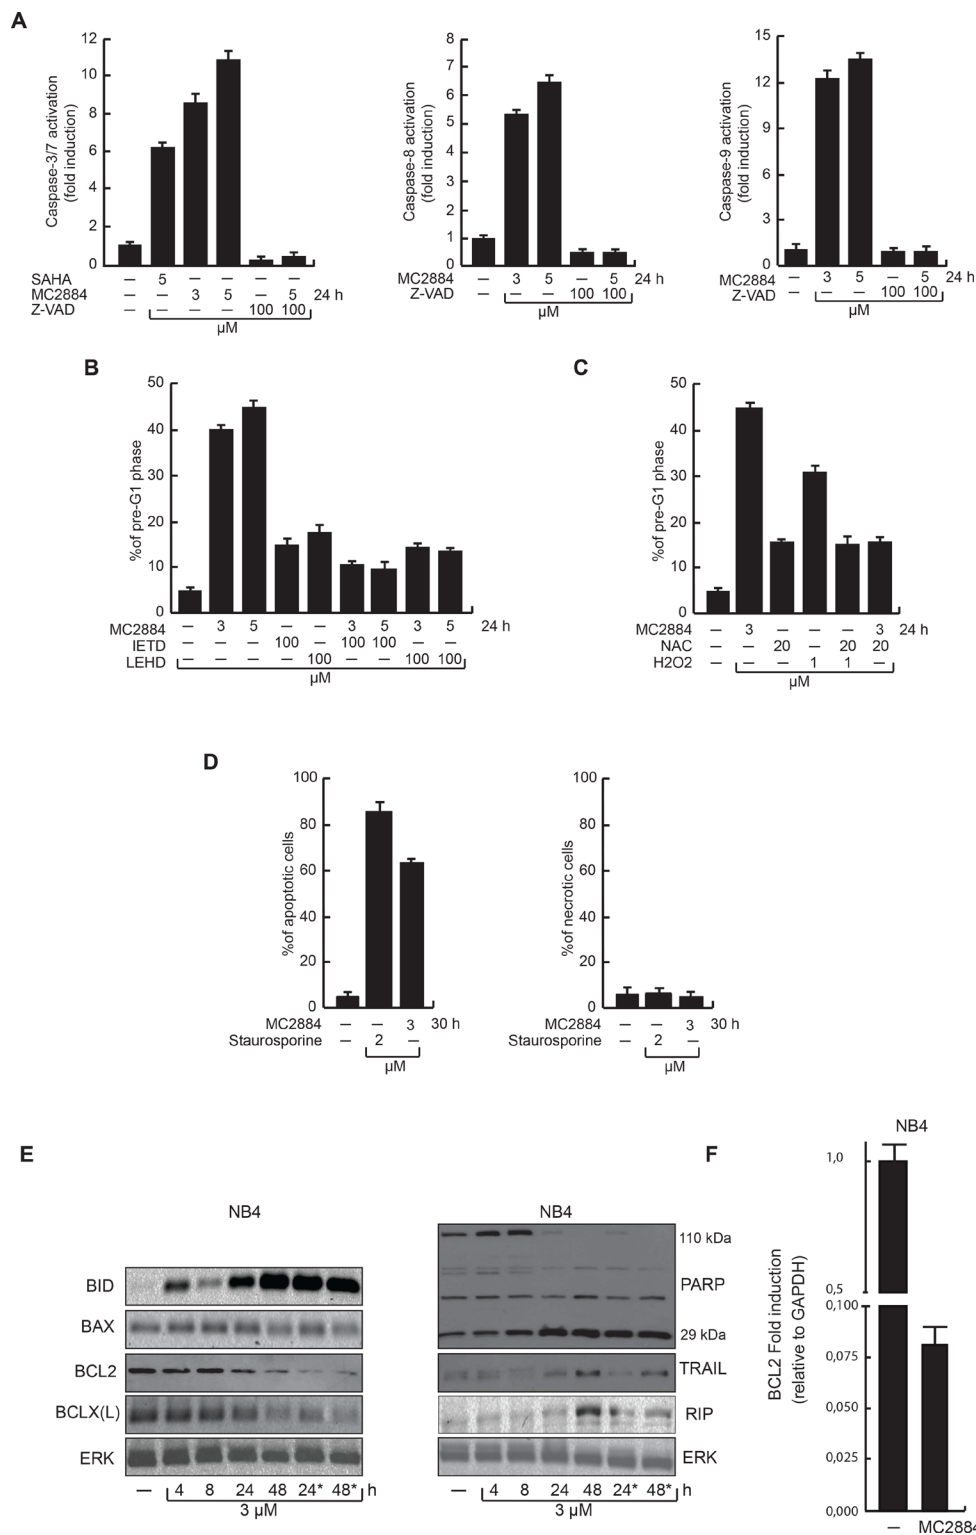 A
Caspase-3/7 activation
(fold induction)
12
10
8
6
4
2
0
SAHA – 5 – – – –
MC2884 – – 3 5 – 5 24 h
Z-VAD – – – – 100 100
µM
Caspase-8 activation
(fold induction)
8
7
6
5
4
3
2
1
0
MC2884 – 3 5 – 5 24 h
Z-VAD – – – 100 100
µM
Caspase-9 activation
(fold induction)
15
12
9
6
3
0
MC2884 – 3 5 – 5 24 h
Z-VAD – – – 100 100
µM
B
%of pre-G1 phase
50
40
30
20
10
0
MC2884 – 3 5 – – 3 5 3 5 24 h
IETD – – – 100 – 100 100 – –
LEHD – – – – 100 – – 100 100
µM
C
%of pre-G1 phase
50
40
30
20
10
0
MC2884 – 3 – – – 3 24 h
NAC – – 20 – 20 20
H2O2 – – – 1 1 –
µM
D
%of apoptotic cells
100
80
60
40
20
0
MC2884 – – 3 30 h
Staurosporine – 2 –
µM
%of necrotic cells
100
80
60
40
20
0
MC2884 – – 3 30 h
Staurosporine – 2 –
µM
E
NB4
BID
BAX
BCL2
BCLX(L)
ERK
– 4 8 24 48 24* 48* h
3 µM
NB4
110 kDa
PARP
29 kDa
TRAIL
RIP
ERK
– 4 8 24 48 24* 48* h
3 µM
F
NB4
BCL2 Fold induction
(relative to GAPDH)
1,0
0,5
0,100
0,075
0,050
0,025
0,000
– MC2884